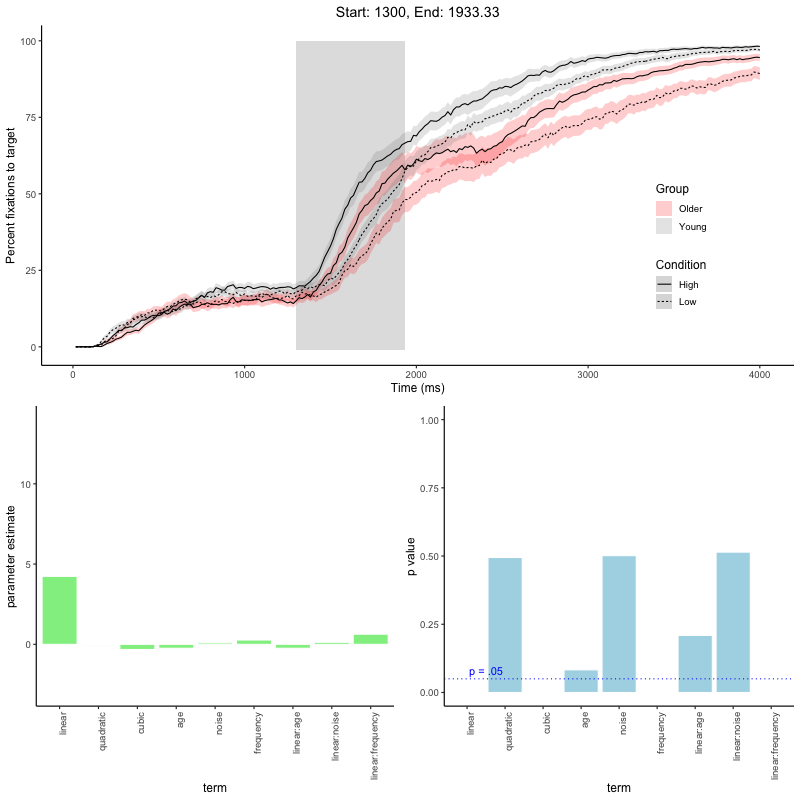 Start: 1300, End: 1933.33
Percent fixations to target
100
75
50
25
0
0 1000 2000 3000 4000
Time (ms)
Group
Older
Young
Condition
High
Low
parameter estimate
10
5
0
linear quadratic cubic age noise frequency linear:age linear:noise linear:frequency
term
p value
1.00
0.75
0.50
0.25
0.00
p = .05
linear quadratic cubic age noise frequency linear:age linear:noise linear:frequency
term